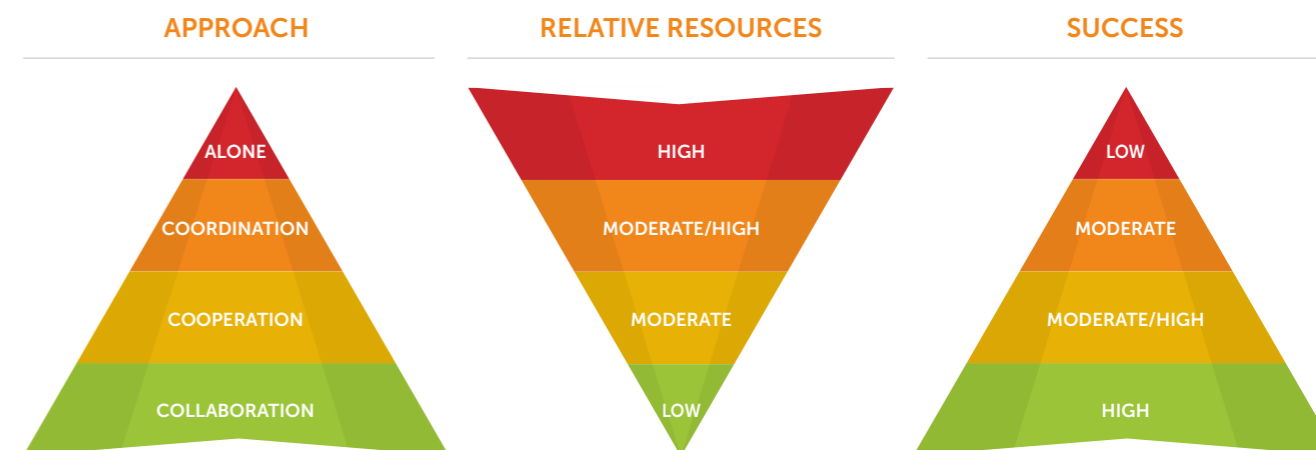 APPROACH
ALONE
COORDINATION
COOPERATION
COLLABORATION
RELATIVE RESOURCES
HIGH
MODERATE/HIGH
MODERATE
LOW
SUCCESS
LOW
MODERATE
MODERATE/HIGH
HIGH